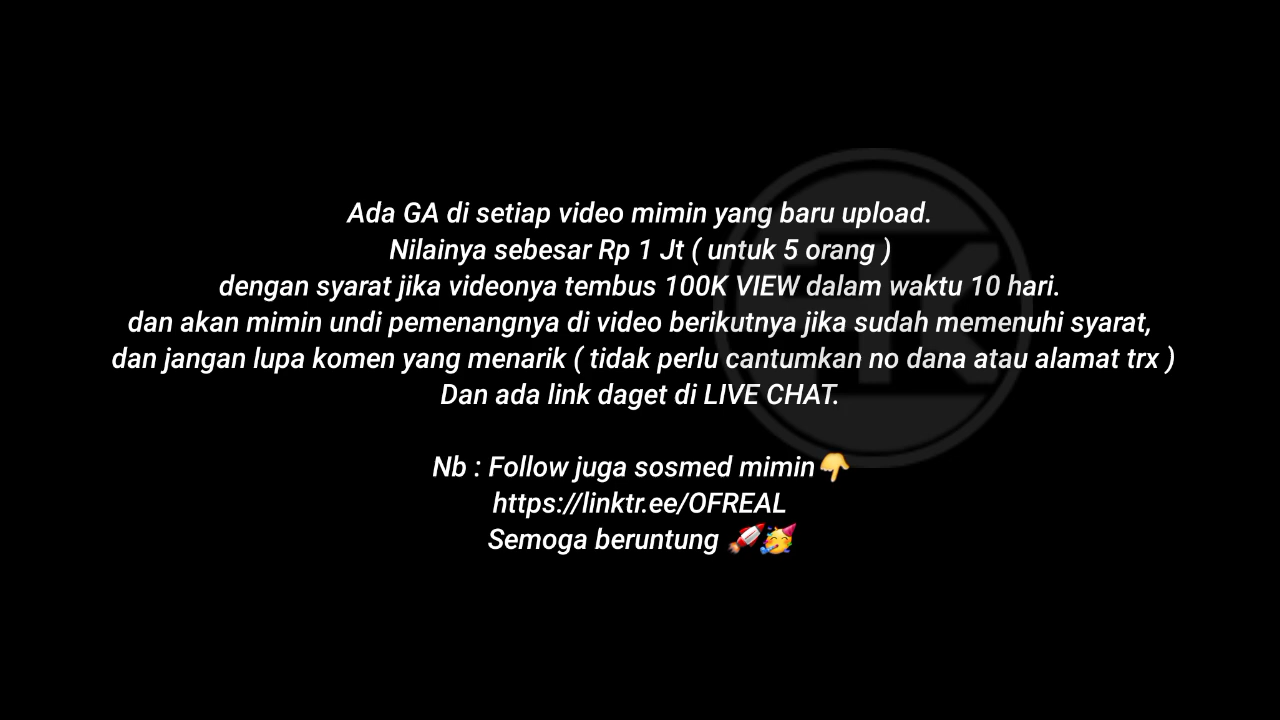 Ada GA di setiap video mimin yang baru upload.
Nilainya sebesar Rp 1 Jt ( untuk 5 orang )
dengan syarat jika videonya tembus 100K VIEW dalam waktu 10 hari.
dan akan mimin undi pemenangnya di video berikutnya jika sudah memenuhi syarat,
dan jangan lupa komen yang menarik ( tidak perlu cantumkan no dana atau alamat trx )
Dan ada link daget di LIVE CHAT.
Nb : Follow juga sosmed mimin👇
https://linktr.ee/OFREAL
Semoga beruntung 🚀🥳